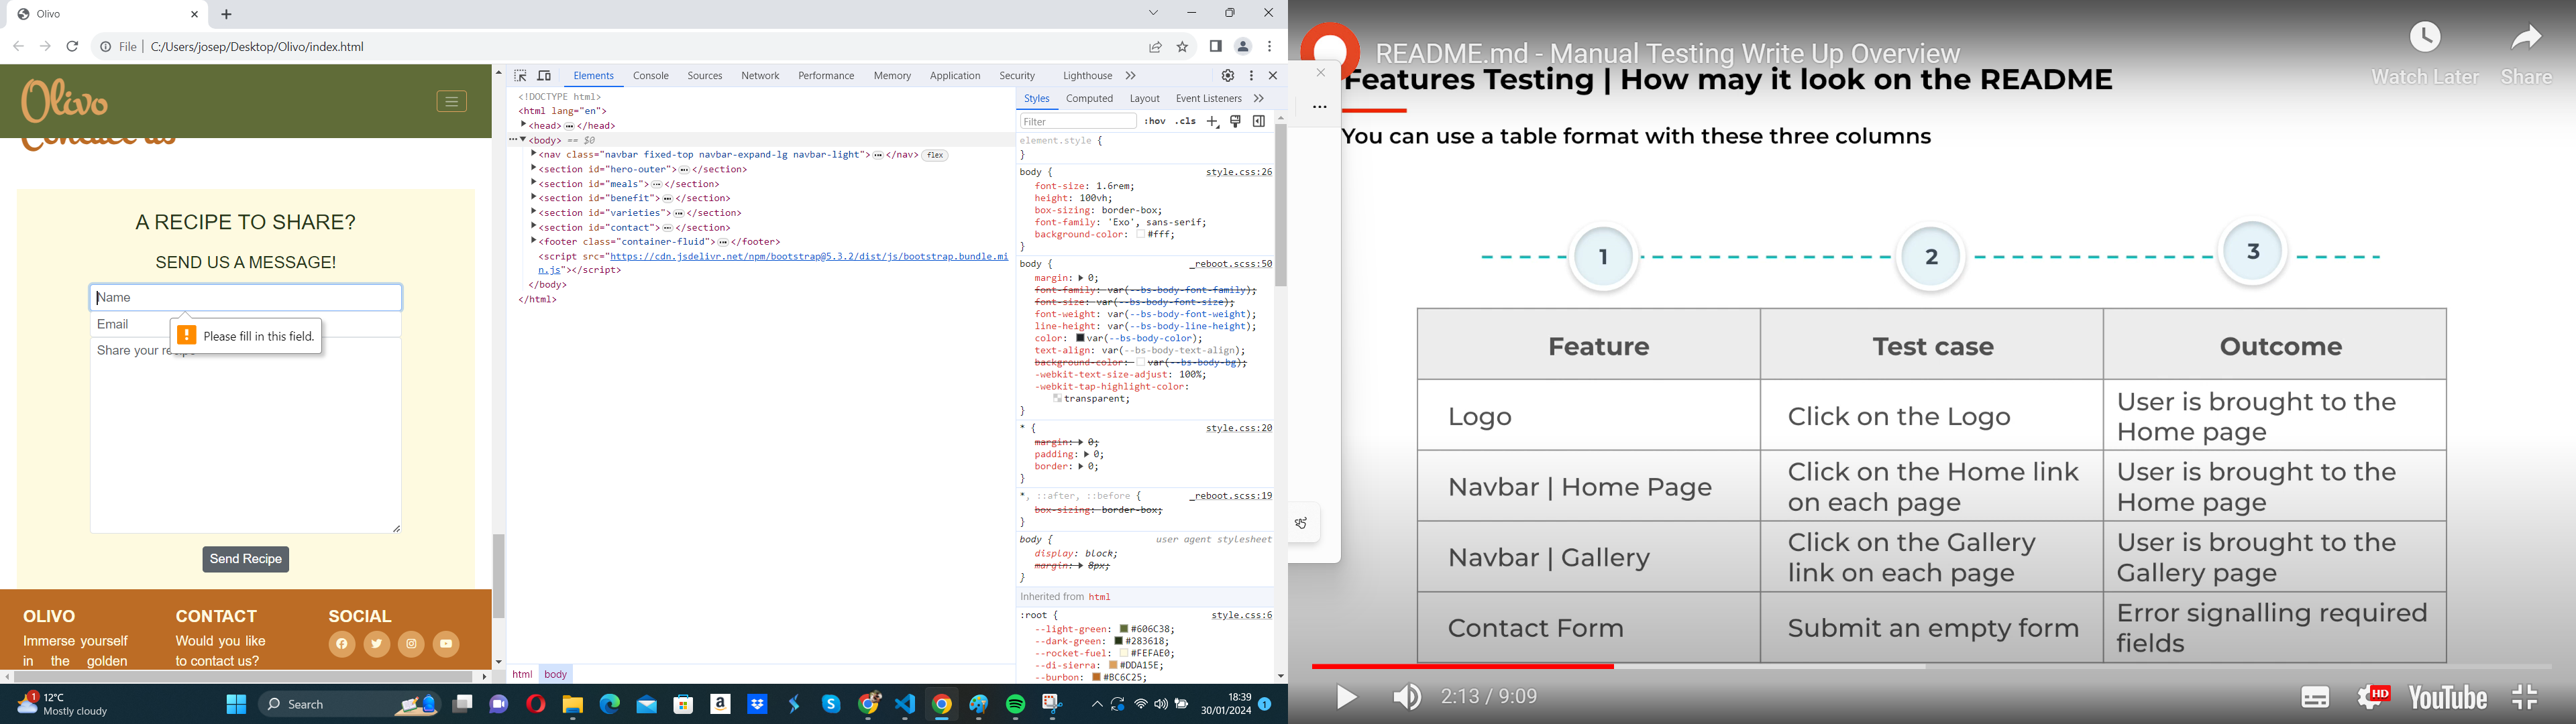 Olivo
File
C:/Users/josep/Desktop/Olivo/index.html
Olivo
Contact us
A RECIPE TO SHARE?
SEND US A MESSAGE!
Name
Email
Please fill in this field.
Share your
Send Recipe
OLIVO
Immerse yourself
in the golden
CONTACT
Would you like
to contact us?
SOCIAL
Elements Console Sources Network Performance Memory Application Security Lighthouse
<!DOCTYPE html>
<html lang="en">
<head> </head>
<body> == $0
<nav class="navbar fixed-top navbar-expand-lg navbar-light"> </nav> flex
<section id="hero-outer"> </section>
<section id="meals"> </section>
<section id="benefit"> </section>
<section id="varieties"> </section>
<section id="contact"> </section>
<footer class="container-fluid"> </footer>
<script src="https://cdn.jsdelivr.net/npm/bootstrap@5.3.2/dist/js/bootstrap.bundle.mi
n.js"></script>
</body>
</html>
html body
Styles Computed Layout Event Listeners
Filter :hov .cls
element.style {
}
body { style.css:26
font-size: 1.6rem;
height: 100vh;
box-sizing: border-box;
font-family: 'Exo', sans-serif;
background-color: #fff;
}
body { _reboot.scss:50
margin: 0;
font-family: var(--bs-body-font-family);
font-size: var(--bs-body-font-size);
font-weight: var(--bs-body-font-weight);
line-height: var(--bs-body-line-height);
color: var(--bs-body-color);
text-align: var(--bs-body-text-align);
background-color: var(--bs-body-bg);
-webkit-text-size-adjust: 100%;
-webkit-tap-highlight-color:
transparent;
}
* { style.css:20
margin: 0;
padding: 0;
border: 0;
}
*, ::after, ::before { _reboot.scss:19
box-sizing: border-box;
}
body { user agent stylesheet
display: block;
margin: 8px;
}
Inherited from html
:root { style.css:6
--light-green: #606C38;
--dark-green: #283618;
--rocket-fuel: #FEFAE0;
--di-sierra: #DDA15E;
--burbon: #BC6C25;
1
12°C
Mostly cloudy
Search
18:39
30/01/2024
1
README.md - Manual Testing Write Up Overview
Watch Later
Share
Features Testing | How may it look on the README
You can use a table format with these three columns
1 2 3
Feature Test case Outcome
Logo
Click on the Logo
User is brought to the
Home page
Navbar | Home Page
Click on the Home link
on each page
User is brought to the
Home page
Navbar | Gallery
Click on the Gallery
link on each page
User is brought to the
Gallery page
Contact Form
Submit an empty form
Error signalling required
fields
2:13 / 9:09
HD
YouTube